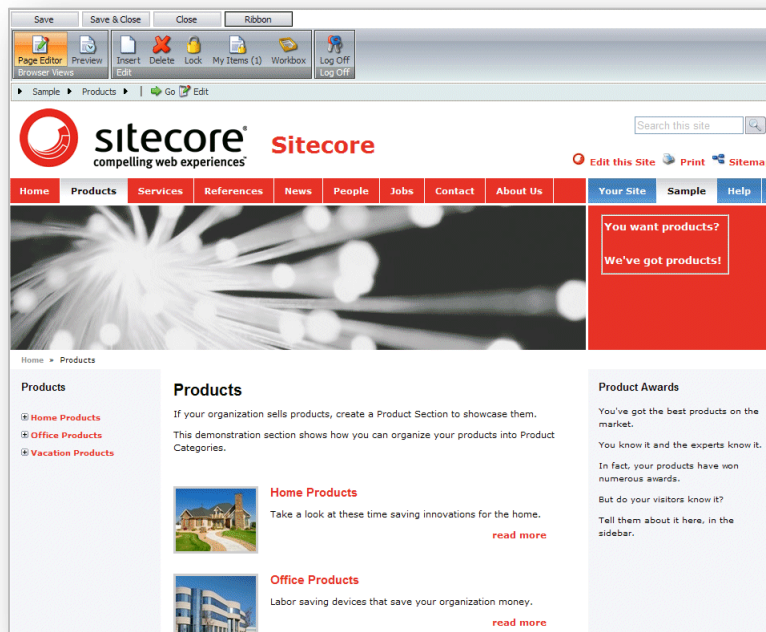 Save Save & Close Close Ribbon
Page Editor Preview Insert Delete Lock My Items (1) Workbox Log Off
Browser Views Edit Log Off
Sample Products Go Edit
sitecore
compelling web experiences
Sitecore
Search this site
Edit this Site Print Sitema
Home Products Services References News People Jobs Contact About Us Your Site Sample Help
You want products?
We've got products!
Home » Products
Products
Home Products
Office Products
Vacation Products
Products
If your organization sells products, create a Product Section to showcase them.
This demonstration section shows how you can organize your products into Product
Categories.
Home Products
Take a look at these time saving innovations for the home.
read more
Office Products
Labor saving devices that save your organization money.
read more
Product Awards
You've got the best products on the
market.
You know it and the experts know it.
In fact, your products have won
numerous awards.
But do your visitors know it?
Tell them about it here, in the
sidebar.